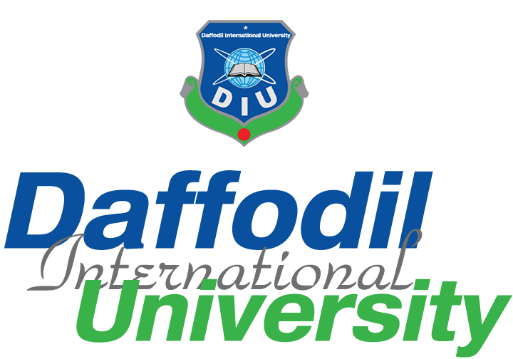 Daffodil International University
DIU
Daffodil
International
University